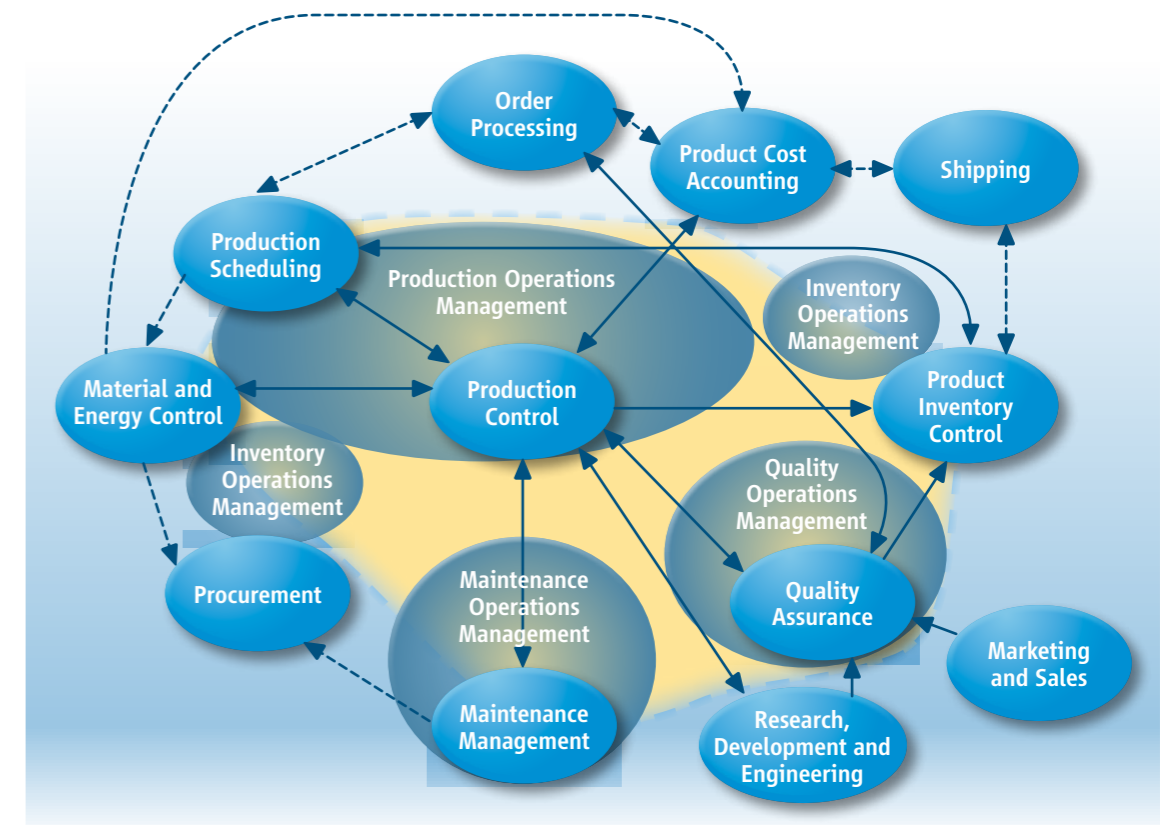 Order
Processing
Product Cost
Accounting
Shipping
Production
Scheduling
Production Operations
Management
Inventory
Operations
Management
Material and
Energy Control
Production
Control
Product
Inventory
Control
Inventory
Operations
Management
Quality
Operations
Management
Procurement
Maintenance
Operations
Management
Quality
Assurance
Marketing
and Sales
Maintenance
Management
Research,
Development and
Engineering